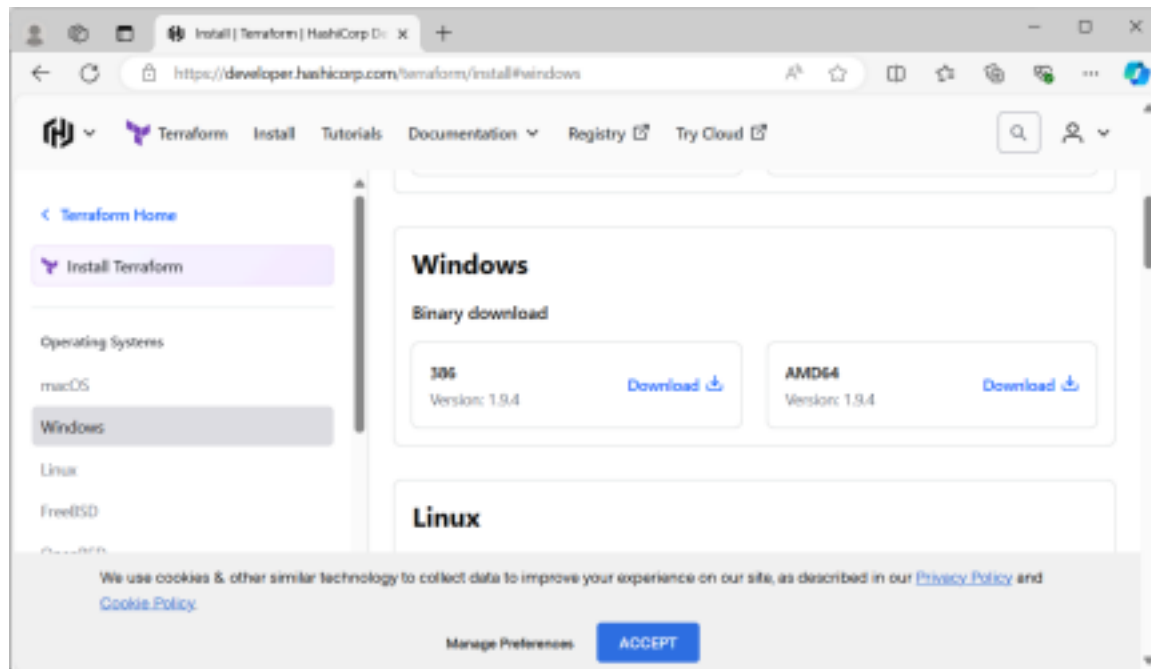 Install | Terraform | HashiCorp De
https://developer.hashicorp.com/terraform/install#windows
Terraform Install Tutorials Documentation Registry Try Cloud
Terraform Home
Install Terraform
Operating Systems
macOS
Windows
Linux
FreeBSD
OpenBSD
Windows
Binary download
386
Version: 1.9.4
Download
AMD64
Version: 1.9.4
Download
Linux
We use cookies & other similar technology to collect data to improve your experience on our site, as described in our Privacy Policy and
Cookie Policy.
Manage Preferences ACCEPT